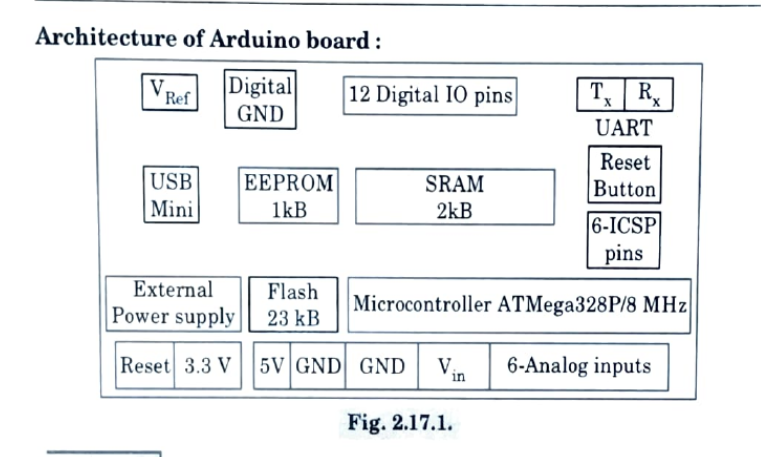 Architecture of Arduino board :
V Ref
Digital
GND
12 Digital IO pins
Tx Rx
UART
Reset
Button
USB
Mini
EEPROM
1kB
SRAM
2kB
6-ICSP
pins
External
Power supply
Flash
23 kB
Microcontroller ATMega328P/8 MHz
Reset 3.3 V 5V GND GND Vin 6-Analog inputs
Fig. 2.17.1.